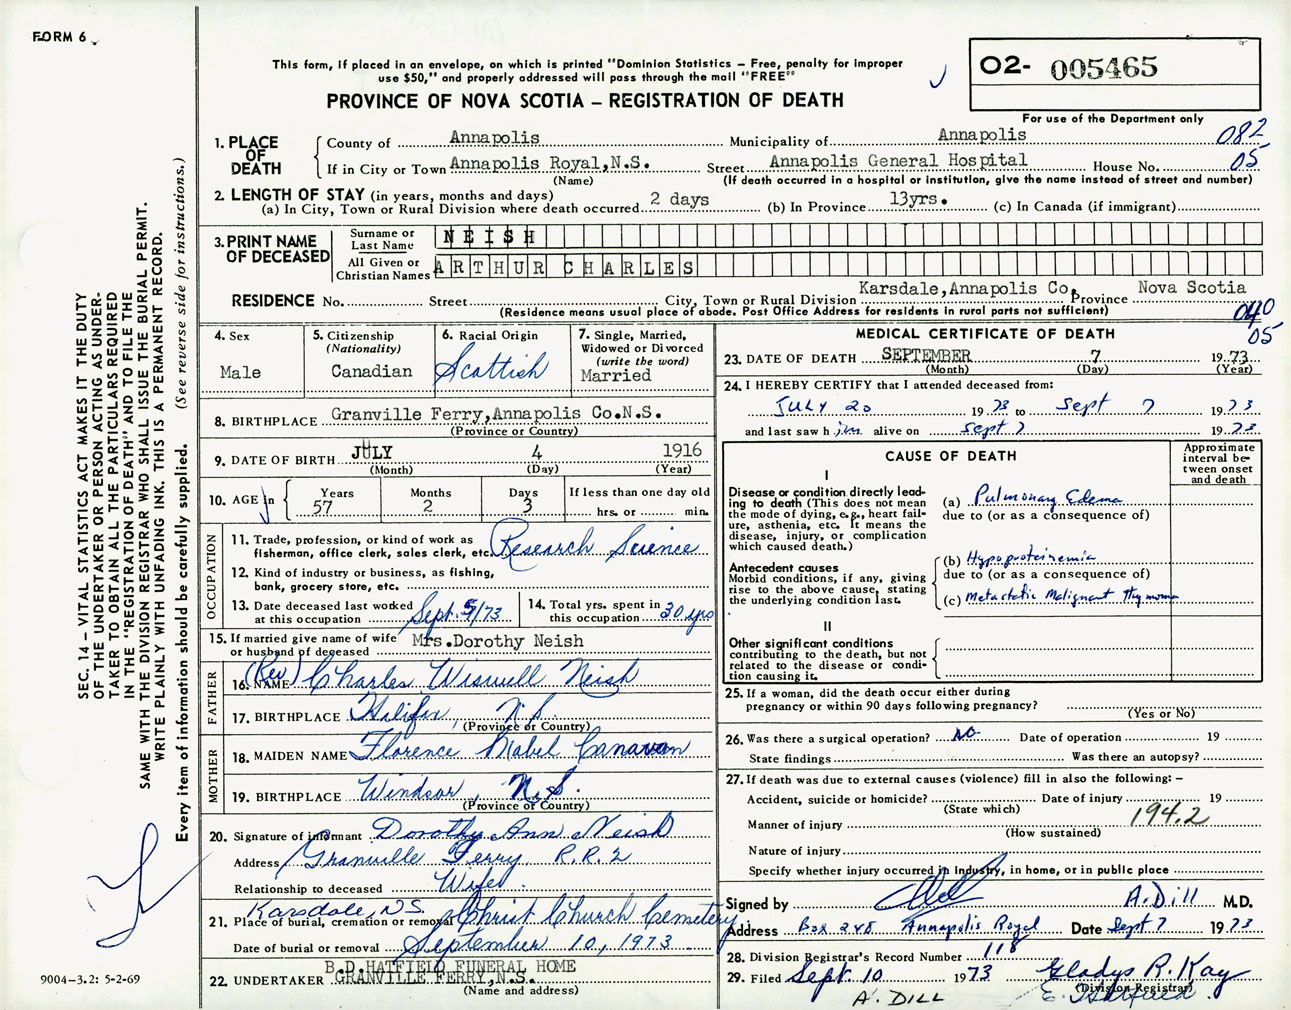 FORM 6
This form, if placed in an envelope, on which is printed "Dominion Statistics – Free, penalty for improper
use $50," and properly addressed will pass through the mail "FREE"
PROVINCE OF NOVA SCOTIA – REGISTRATION OF DEATH
02- 005465
For use of the Department only
1. PLACE OF DEATH
County of Annapolis Municipality of Annapolis 082
If in City or Town Annapolis Royal, N.S. Street Annapolis General Hospital House No. 05
(Name) (If death occurred in a hospital or institution, give the name instead of street and number)
2. LENGTH OF STAY (in years, months and days)
(a) In City, Town or Rural Division where death occurred 2 days (b) In Province 13yrs. (c) In Canada (if immigrant)
3. PRINT NAME OF DECEASED
Surname or Last Name NEISH
All Given or Christian Names ARTHUR CHARLES
RESIDENCE No. Street City, Town or Rural Division Karsdale, Annapolis Co. Province Nova Scotia
(Residence means usual place of abode. Post Office Address for residents in rural parts not sufficient)
040
05
4. Sex
Male
5. Citizenship
(Nationality)
Canadian
6. Racial Origin
Scottish
7. Single, Married,
Widowed or Divorced
(write the word)
Married
8. BIRTHPLACE Granville Ferry, Annapolis Co.N.S.
(Province or Country)
9. DATE OF BIRTH JULY 4 1916
(Month) (Day) (Year)
10. AGE in Years Months Days If less than one day old
57 2 3 hrs. or min.
OCCUPATION
11. Trade, profession, or kind of work as
fisherman, office clerk, sales clerk, etc. Research Science
12. Kind of industry or business, as fishing,
bank, grocery store, etc.
13. Date deceased last worked
at this occupation Sept. 5/73
14. Total yrs. spent in
this occupation 30 yrs
15. If married give name of wife
or husband of deceased Mrs. Dorothy Neish
FATHER
16. NAME (Rev) Charles Wiswell Neish
17. BIRTHPLACE Halifax, N.S.
(Province or Country)
MOTHER
18. MAIDEN NAME Florence Mabel Canavan
19. BIRTHPLACE Windsor, N.S.
(Province or Country)
20. Signature of informant Dorothy Ann Neish
Address Granville Ferry R.R.2
Relationship to deceased Wife
Karsdale, N.S.
21. Place of burial, cremation or removal Christ Church Cemetery
Date of burial or removal September 10, 1973
22. UNDERTAKER B.D. HATFIELD FUNERAL HOME
GRANVILLE FERRY, N.S.
(Name and address)
MEDICAL CERTIFICATE OF DEATH
23. DATE OF DEATH SEPTEMBER 7 1973
(Month) (Day) (Year)
24. I HEREBY CERTIFY that I attended deceased from:
JULY 20 1973 to Sept 7 1973
and last saw him alive on Sept 7 1973
CAUSE OF DEATH
Approximate interval between onset and death
I
Disease or condition directly lead-
ing to death (This does not mean
the mode of dying, e.g., heart fail-
ure, asthenia, etc. It means the
disease, injury, or complication
which caused death.)
(a) Pulmonary Edema
due to (or as a consequence of)
Antecedent causes
Morbid conditions, if any, giving
rise to the above cause, stating
the underlying condition last.
(b) Hypoproteinemia
due to (or as a consequence of)
(c) Metastatic Malignant Thymoma
II
Other significant conditions
contributing to the death, but not
related to the disease or condi-
tion causing it.
25. If a woman, did the death occur either during
pregnancy or within 90 days following pregnancy?
(Yes or No)
26. Was there a surgical operation? No Date of operation 19
State findings Was there an autopsy?
27. If death was due to external causes (violence) fill in also the following: –
Accident, suicide or homicide? Date of injury 19
(State which)
194.2
Manner of injury
(How sustained)
Nature of injury
Specify whether injury occurred in industry, in home, or in public place
Signed by A. Dill M.D.
Address Box 248 Annapolis Royal Date Sept 7 1973
28. Division Registrar's Record Number 118
29. Filed Sept. 10 1973 Gladys R. Kay
(Division Registrar)
A. DILL E. Hatfield
SEC. 14 – VITAL STATISTICS ACT MAKES IT THE DUTY
OF THE UNDERTAKER OR PERSON ACTING AS UNDER-
TAKER TO OBTAIN ALL THE PARTICULARS REQUIRED
IN THE "REGISTRATION OF DEATH" AND TO FILE THE
SAME WITH THE DIVISION REGISTRAR WHO SHALL ISSUE THE BURIAL PERMIT.
WRITE PLAINLY WITH UNFADING INK. THIS IS A PERMANENT RECORD.
Every item of information should be carefully supplied. (See reverse side for instructions.)
9004–3.2: 5-2-69